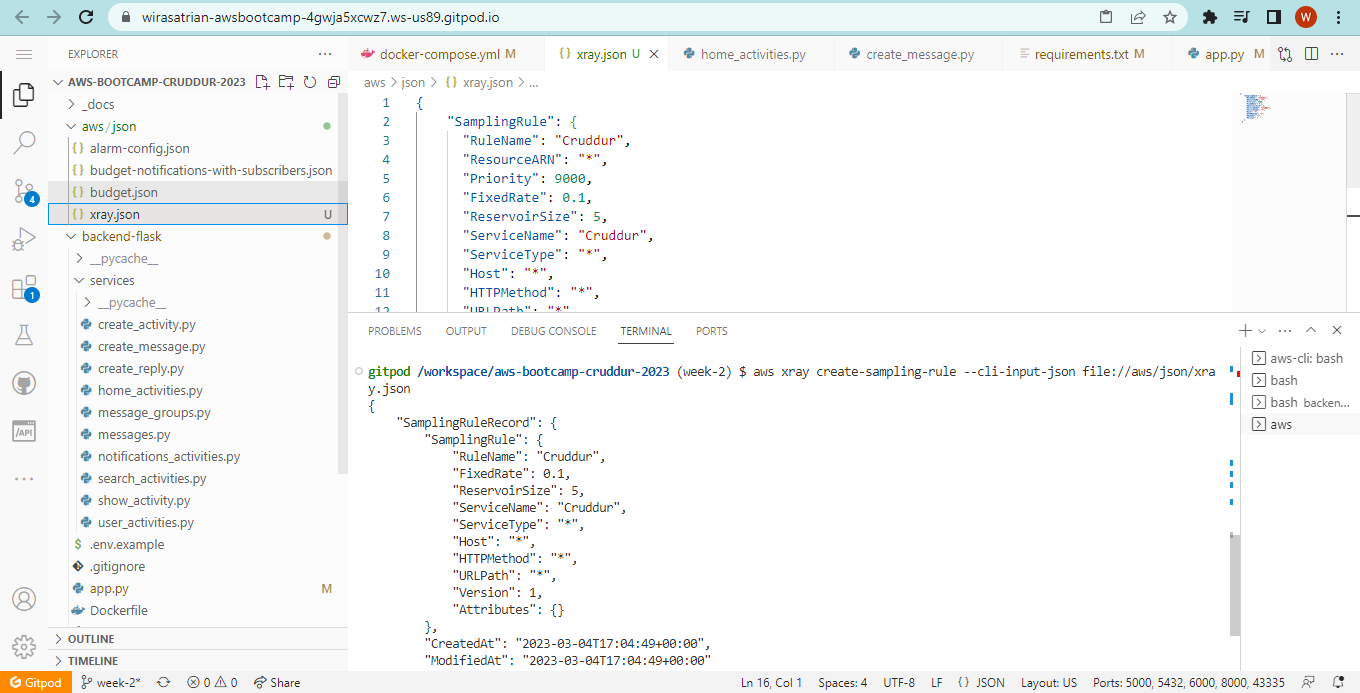 wirasatrian-awsbootcamp-4gwja5xcwz7.ws-us89.gitpod.io
W
EXPLORER
AWS-BOOTCAMP-CRUDDUR-2023
_docs
aws/json
{} alarm-config.json
{} budget-notifications-with-subscribers.json
{} budget.json
{} xray.json U
backend-flask
__pycache__
services
__pycache__
create_activity.py
create_message.py
create_reply.py
home_activities.py
message_groups.py
messages.py
notifications_activities.py
search_activities.py
show_activity.py
user_activities.py
$ .env.example
.gitignore
app.py M
Dockerfile
OUTLINE
TIMELINE
4
1
/API
docker-compose.yml M
{} xray.json U
home_activities.py
create_message.py
requirements.txt M
app.py M
aws > json > {} xray.json > ...
1 {
2 "SamplingRule": {
3 "RuleName": "Cruddur",
4 "ResourceARN": "*",
5 "Priority": 9000,
6 "FixedRate": 0.1,
7 "ReservoirSize": 5,
8 "ServiceName": "Cruddur",
9 "ServiceType": "*",
10 "Host": "*",
11 "HTTPMethod": "*",
12 "URLPath": "*"
PROBLEMS OUTPUT DEBUG CONSOLE TERMINAL PORTS
gitpod /workspace/aws-bootcamp-cruddur-2023 (week-2) $ aws xray create-sampling-rule --cli-input-json file://aws/json/xra
y.json
{
"SamplingRuleRecord": {
"SamplingRule": {
"RuleName": "Cruddur",
"FixedRate": 0.1,
"ReservoirSize": 5,
"ServiceName": "Cruddur",
"ServiceType": "*",
"Host": "*",
"HTTPMethod": "*",
"URLPath": "*",
"Version": 1,
"Attributes": {}
},
"CreatedAt": "2023-03-04T17:04:49+00:00",
"ModifiedAt": "2023-03-04T17:04:49+00:00"
aws-cli: bash
bash
bash backen...
aws
Gitpod week-2* 0 0 Share Ln 16, Col 1 Spaces: 4 UTF-8 LF {} JSON Layout: US Ports: 5000, 5432, 6000, 8000, 43335